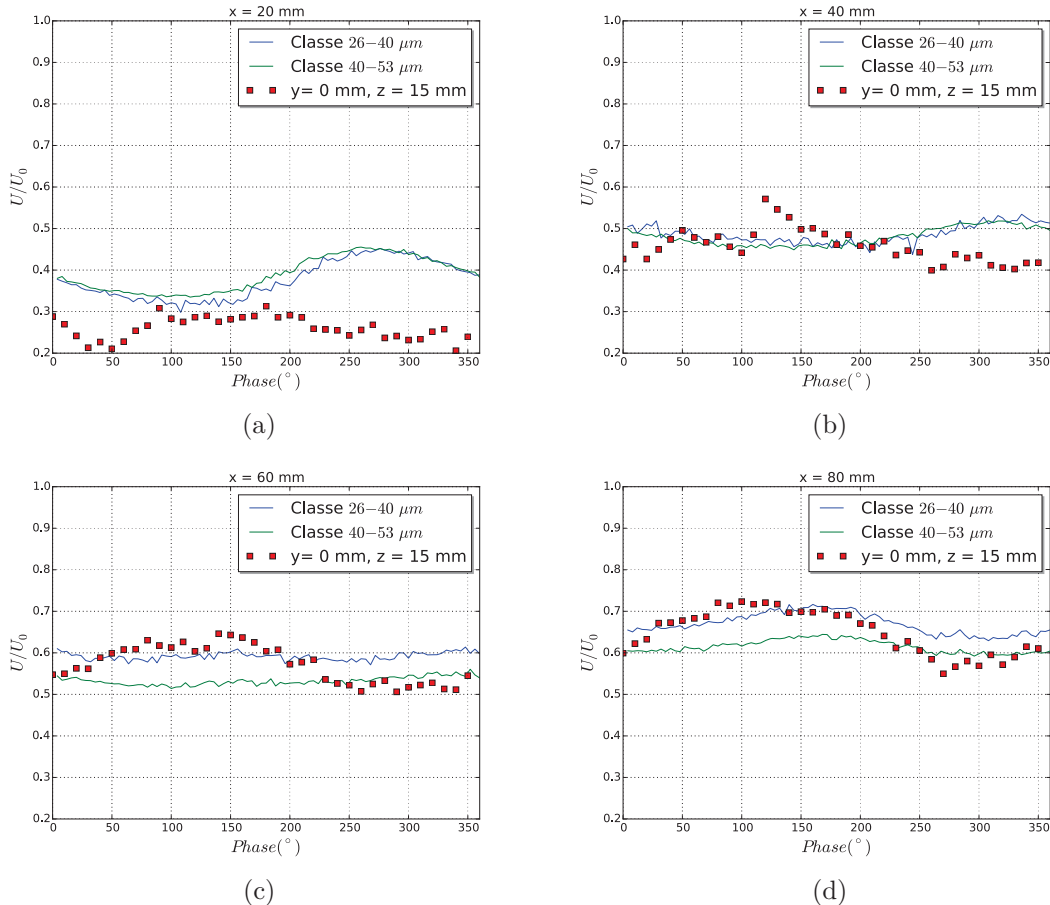 x = 20 mm
1.0
0.9
0.8
0.7
0.6
0.5
0.4
0.3
0.2
U/U₀
Classe 26−40 μm
Classe 40−53 μm
y= 0 mm, z = 15 mm
0 50 100 150 200 250 300 350
Phase(°)
(a)
x = 40 mm
1.0
0.9
0.8
0.7
0.6
0.5
0.4
0.3
0.2
U/U₀
Classe 26−40 μm
Classe 40−53 μm
y= 0 mm, z = 15 mm
0 50 100 150 200 250 300 350
Phase(°)
(b)
x = 60 mm
1.0
0.9
0.8
0.7
0.6
0.5
0.4
0.3
0.2
U/U₀
Classe 26−40 μm
Classe 40−53 μm
y= 0 mm, z = 15 mm
0 50 100 150 200 250 300 350
Phase(°)
(c)
x = 80 mm
1.0
0.9
0.8
0.7
0.6
0.5
0.4
0.3
0.2
U/U₀
Classe 26−40 μm
Classe 40−53 μm
y= 0 mm, z = 15 mm
0 50 100 150 200 250 300 350
Phase(°)
(d)